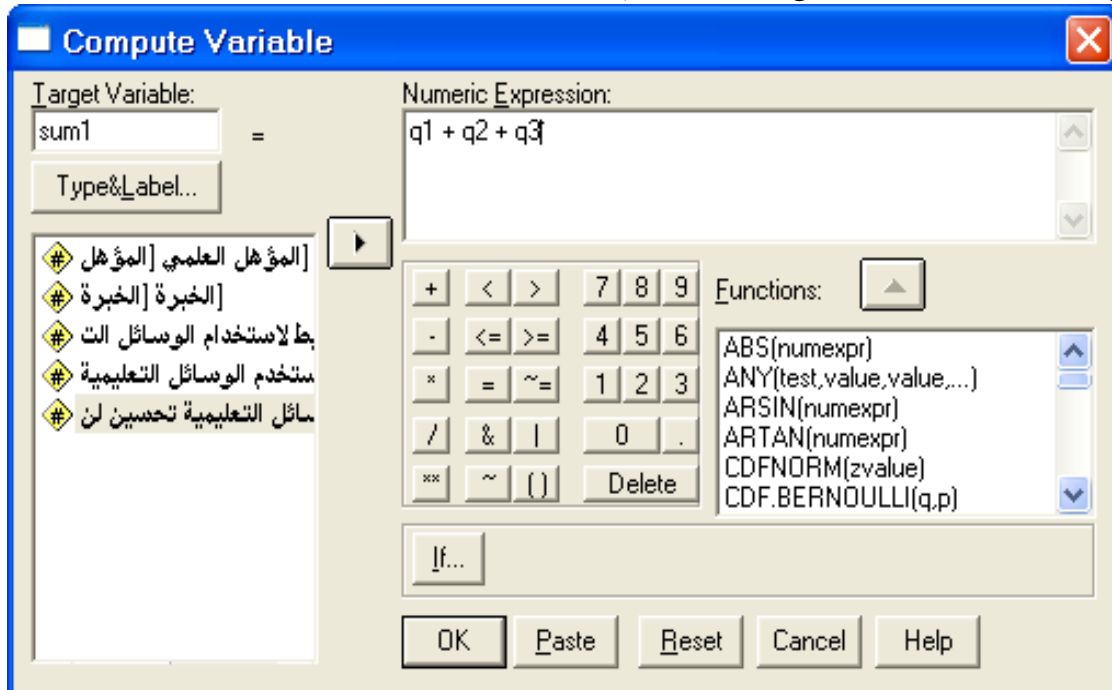 Compute Variable
Target Variable:
sum1
=
Type&Label...
Numeric Expression:
q1 + q2 + q3
[المؤهل العلمي [المؤهل
[الخبرة [الخبرة
لاستخدام الوسائل الت
الوسائل التعليمية
التعليمية تحسين لن
+ < > 7 8 9
- <= >= 4 5 6
* = ~= 1 2 3
/ & | 0 .
** ~ () Delete
Functions:
ABS(numexpr)
ANY(test,value,value,...)
ARSIN(numexpr)
ARTAN(numexpr)
CDFNORM(zvalue)
CDF.BERNOULLI(q,p)
If...
OK Paste Reset Cancel Help